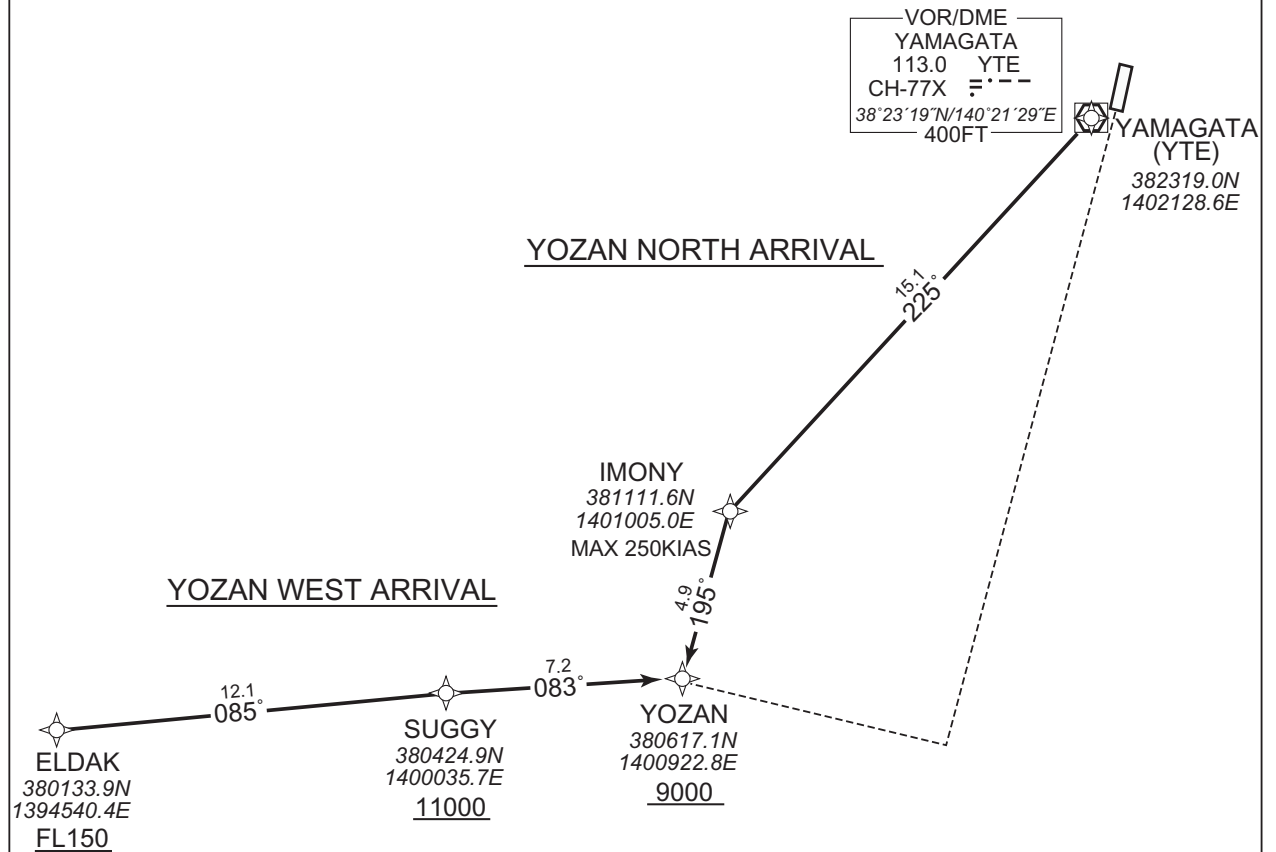 VOR/DME
YAMAGATA
113.0 YTE
CH-77X
38°23´19˝N/140°21´29˝E
400FT
YAMAGATA
(YTE)
382319.0N
1402128.6E
YOZAN NORTH ARRIVAL
15.1
225°
IMONY
381111.6N
1401005.0E
MAX 250KIAS
4.9
195°
YOZAN WEST ARRIVAL
12.1
085°
7.2
083°
ELDAK
380133.9N
1394540.4E
FL150
SUGGY
380424.9N
1400035.7E
11000
YOZAN
380617.1N
1400922.8E
9000